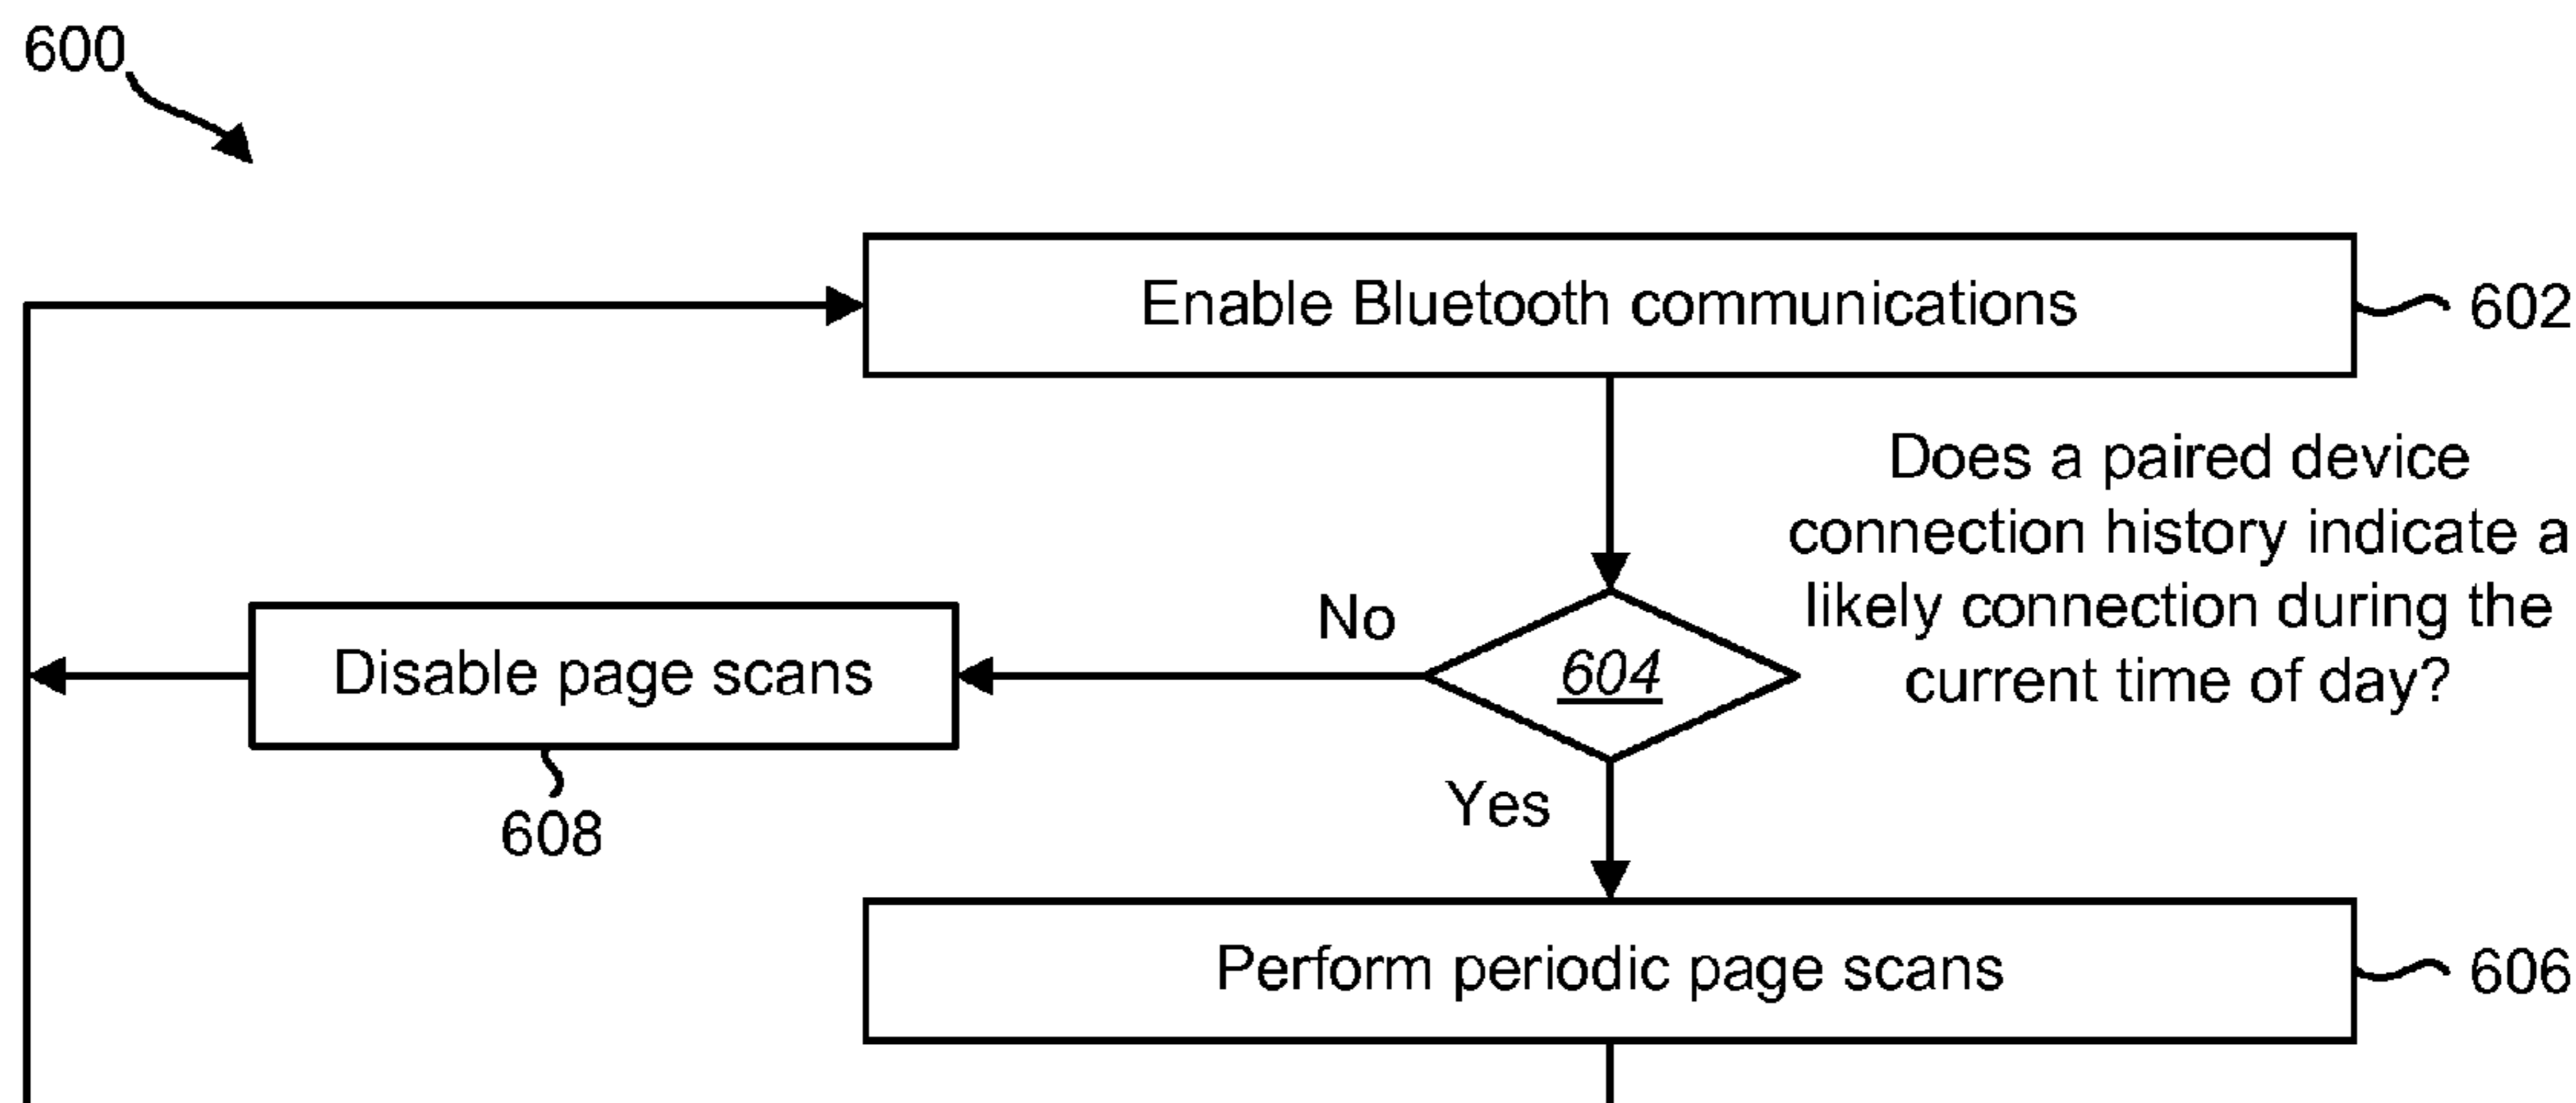 600
Enable Bluetooth communications
602
Does a paired device
connection history indicate a
likely connection during the
current time of day?
No
604
Disable page scans
608
Yes
Perform periodic page scans
606